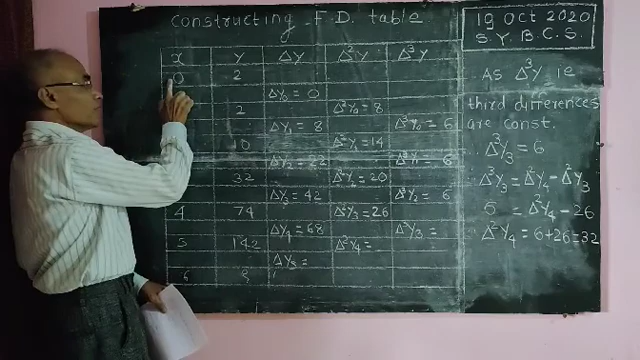 Constructing F.D. table
19 Oct 2020
S.Y.B.C.S.
x y Δy Δ²y Δ³y
0 2
Δy₀ = 0
2 Δ²y₀ = 8
Δy₁ = 8 Δ³y₀ = 6
10 Δ²y₁ = 14
Δy₂ = 22 Δ³y₁ = 6
32 Δ²y₂ = 20
Δy₃ = 42 Δ³y₂ = 6
4 74 Δ²y₃ = 26
Δy₄ = 68 Δ³y₃ =
5 142 Δ²y₄ =
Δy₅ =
6
As Δ³y ie
third differences
are const.
Δ³y₃ = 6
Δ³y₃ = Δ²y₄ - Δ²y₃
6 = Δ²y₄ - 26
Δ²y₄ = 6+26=32